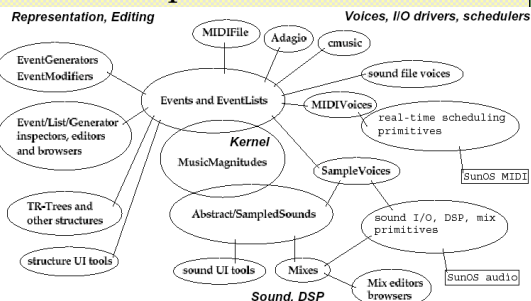 Representation, Editing
Voices, I/O drivers, schedulers
MIDIFile
Adagio
cmusic
EventGenerators
EventModifiers
sound file voices
Events and EventLists
MIDIVoices
Event/List/Generator
inspectors, editors
and browsers
real-time scheduling
primitives
Kernel
MusicMagnitudes
SampleVoices
SunOS MIDI
TR-Trees and
other structures
Abstract/SampledSounds
sound I/O, DSP, mix
primitives
structure UI tools
sound UI tools
Mixes
SunOS audio
Mix editors
browsers
Sound, DSP